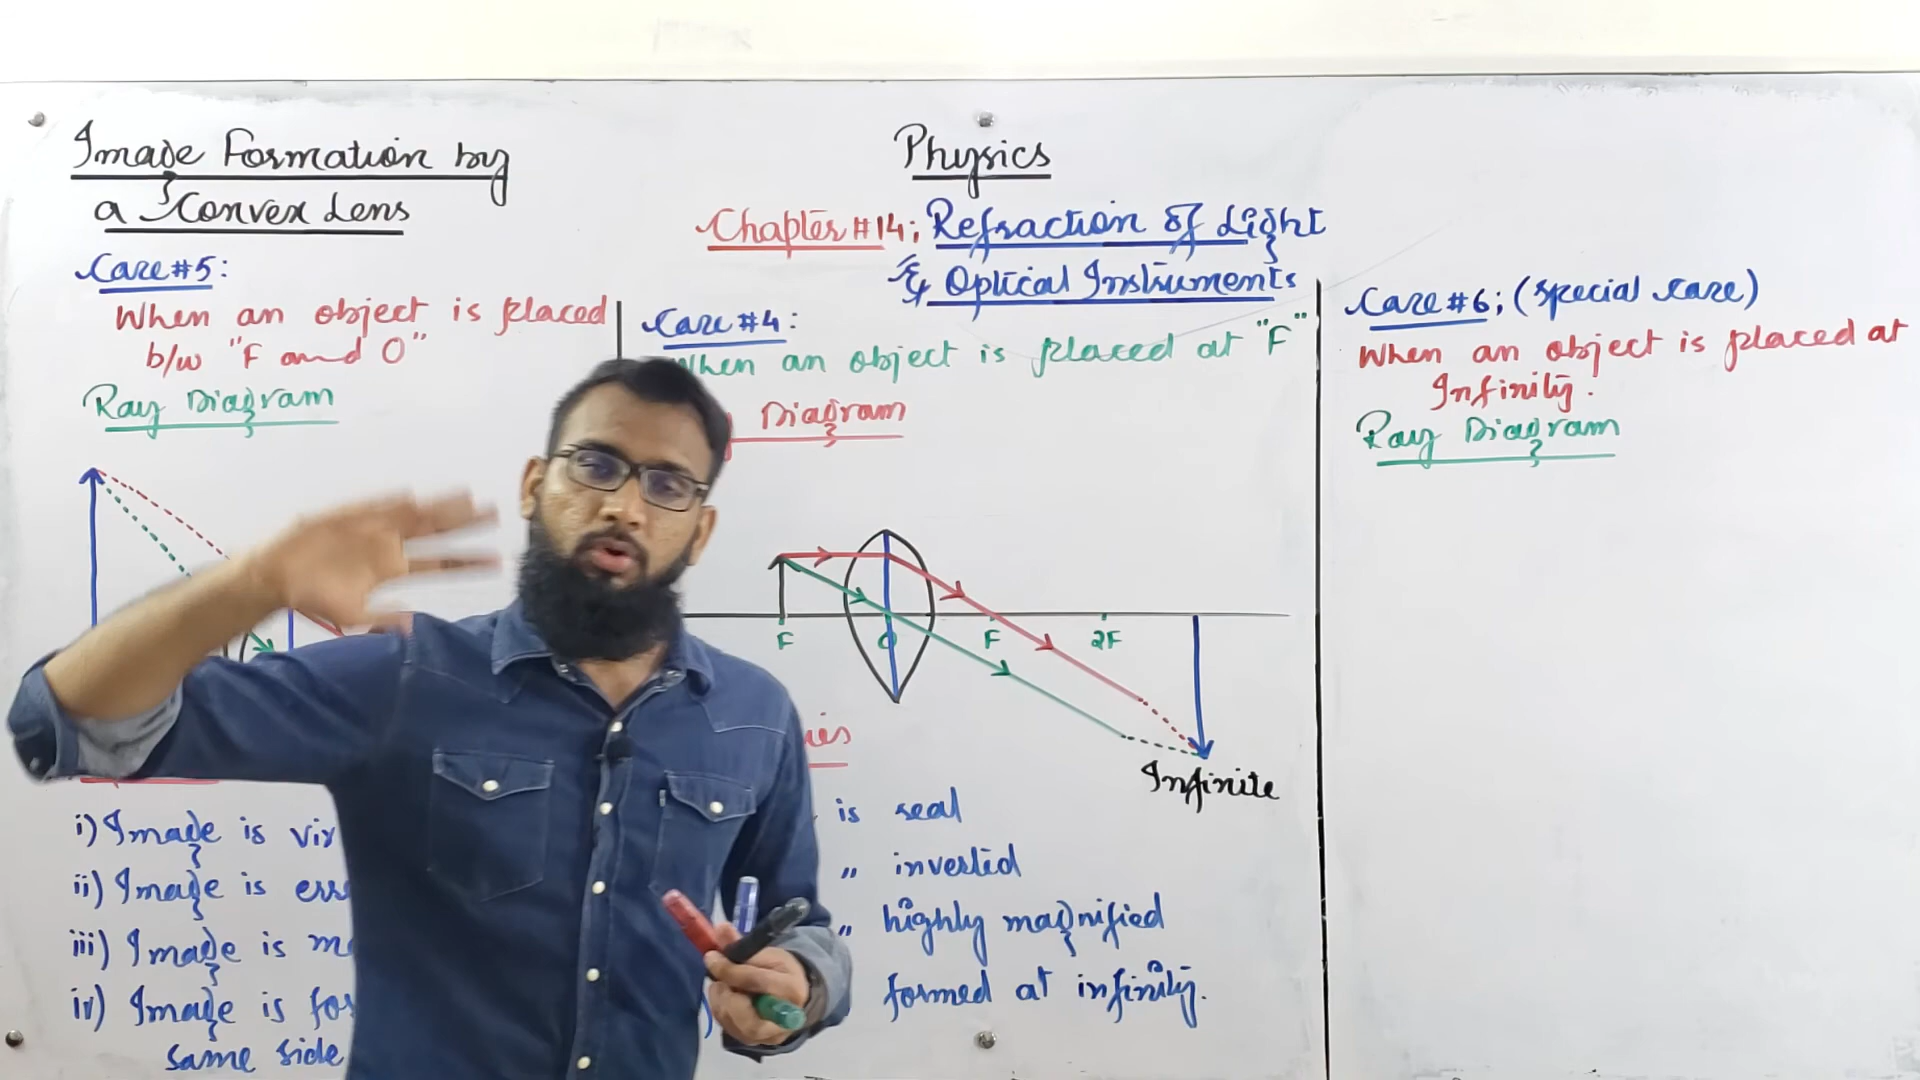 Image Formation by
a Convex Lens
Physics
Chapter #14; Refraction of Light
& Optical Instruments
Case #5:
When an object is placed
b/w "F and O"
Ray Diagram
i) Image is
ii) Image is
iii) Image is
iv) Image is
same side
Case #4:
When an object is placed at "F"
Diagram
F
O
F
2F
Infinite
is real
" inverted
" highly magnified
formed at infinity.
Case #6; (special case)
When an object is placed at
Infinity.
Ray Diagram